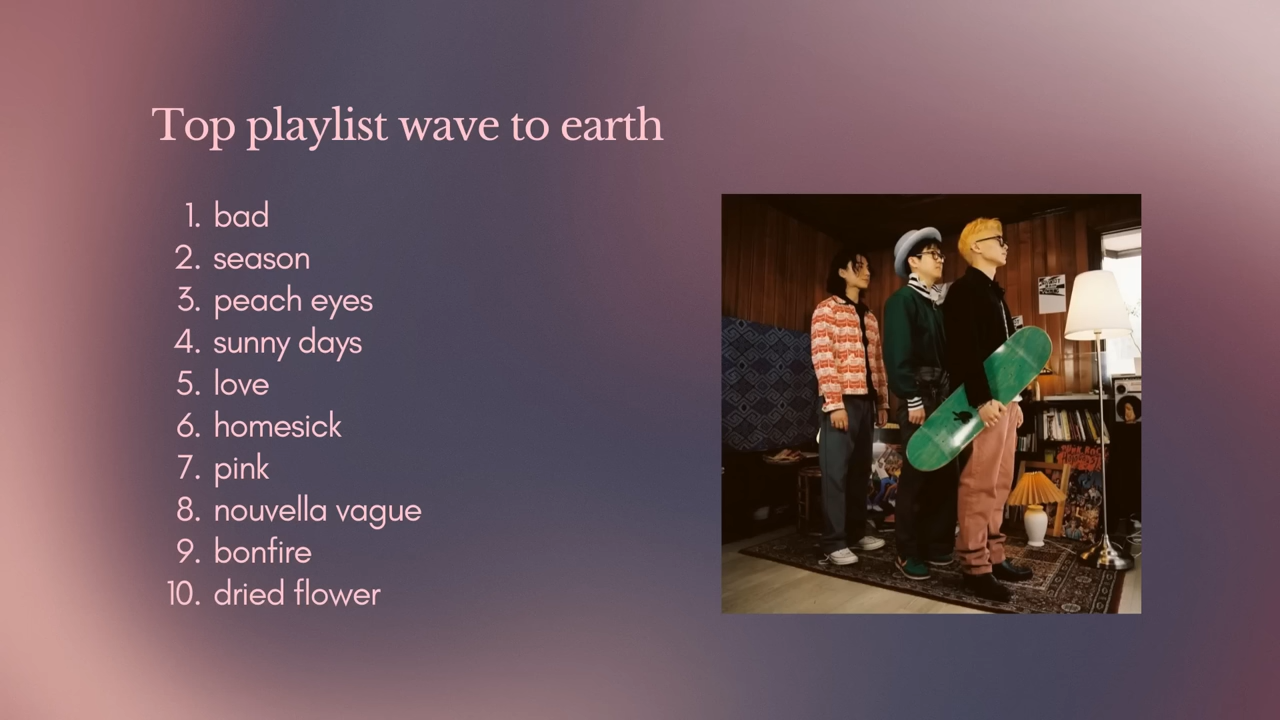 Top playlist wave to earth
1. bad
2. season
3. peach eyes
4. sunny days
5. love
6. homesick
7. pink
8. nouvella vague
9. bonfire
10. dried flower